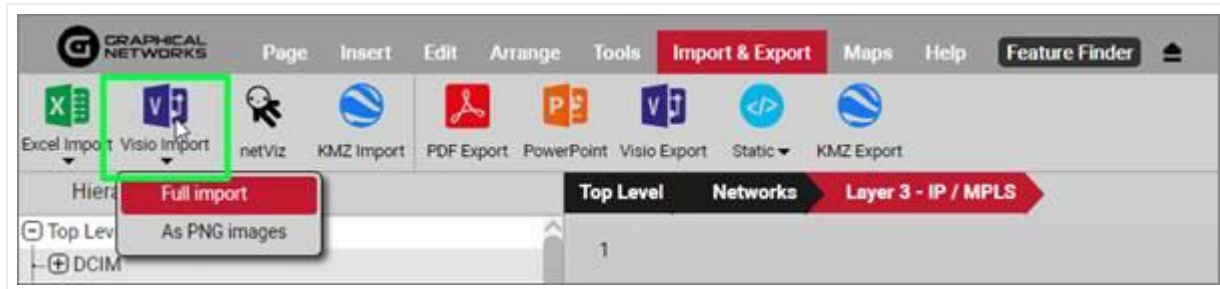 GRAPHICAL NETWORKS Page Insert Edit Arrange Tools Import & Export Maps Help Feature Finder
Excel Import Visio Import netViz KMZ Import PDF Export PowerPoint Visio Export Static KMZ Export
Hiera Top Level Networks Layer 3 - IP / MPLS
Full import
Top Lev 1
As PNG images
DCIM